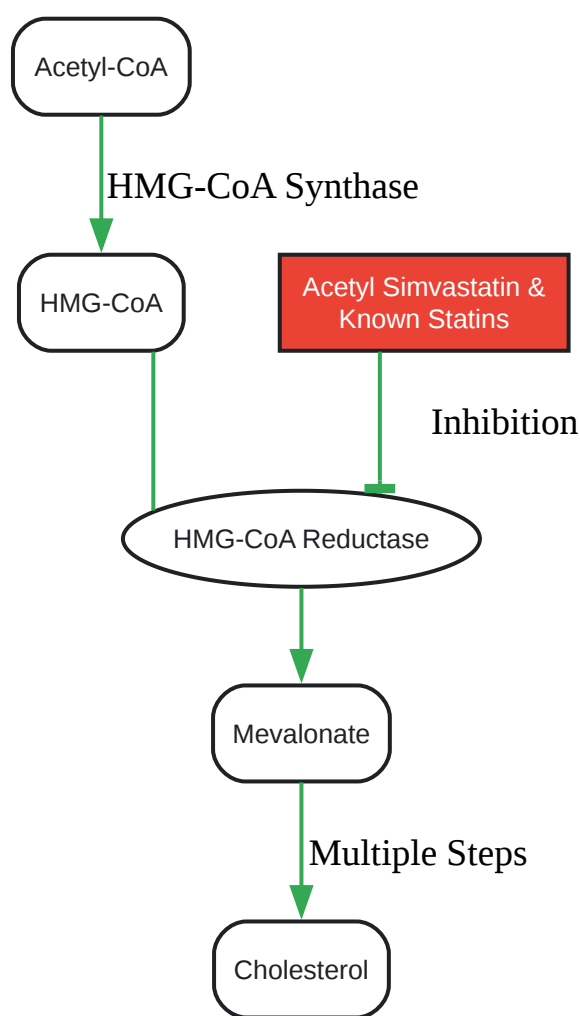 Acetyl-CoA
HMG-CoA Synthase
HMG-CoA
Acetyl Simvastatin &
Known Statins
Inhibition
HMG-CoA Reductase
Mevalonate
Multiple Steps
Cholesterol